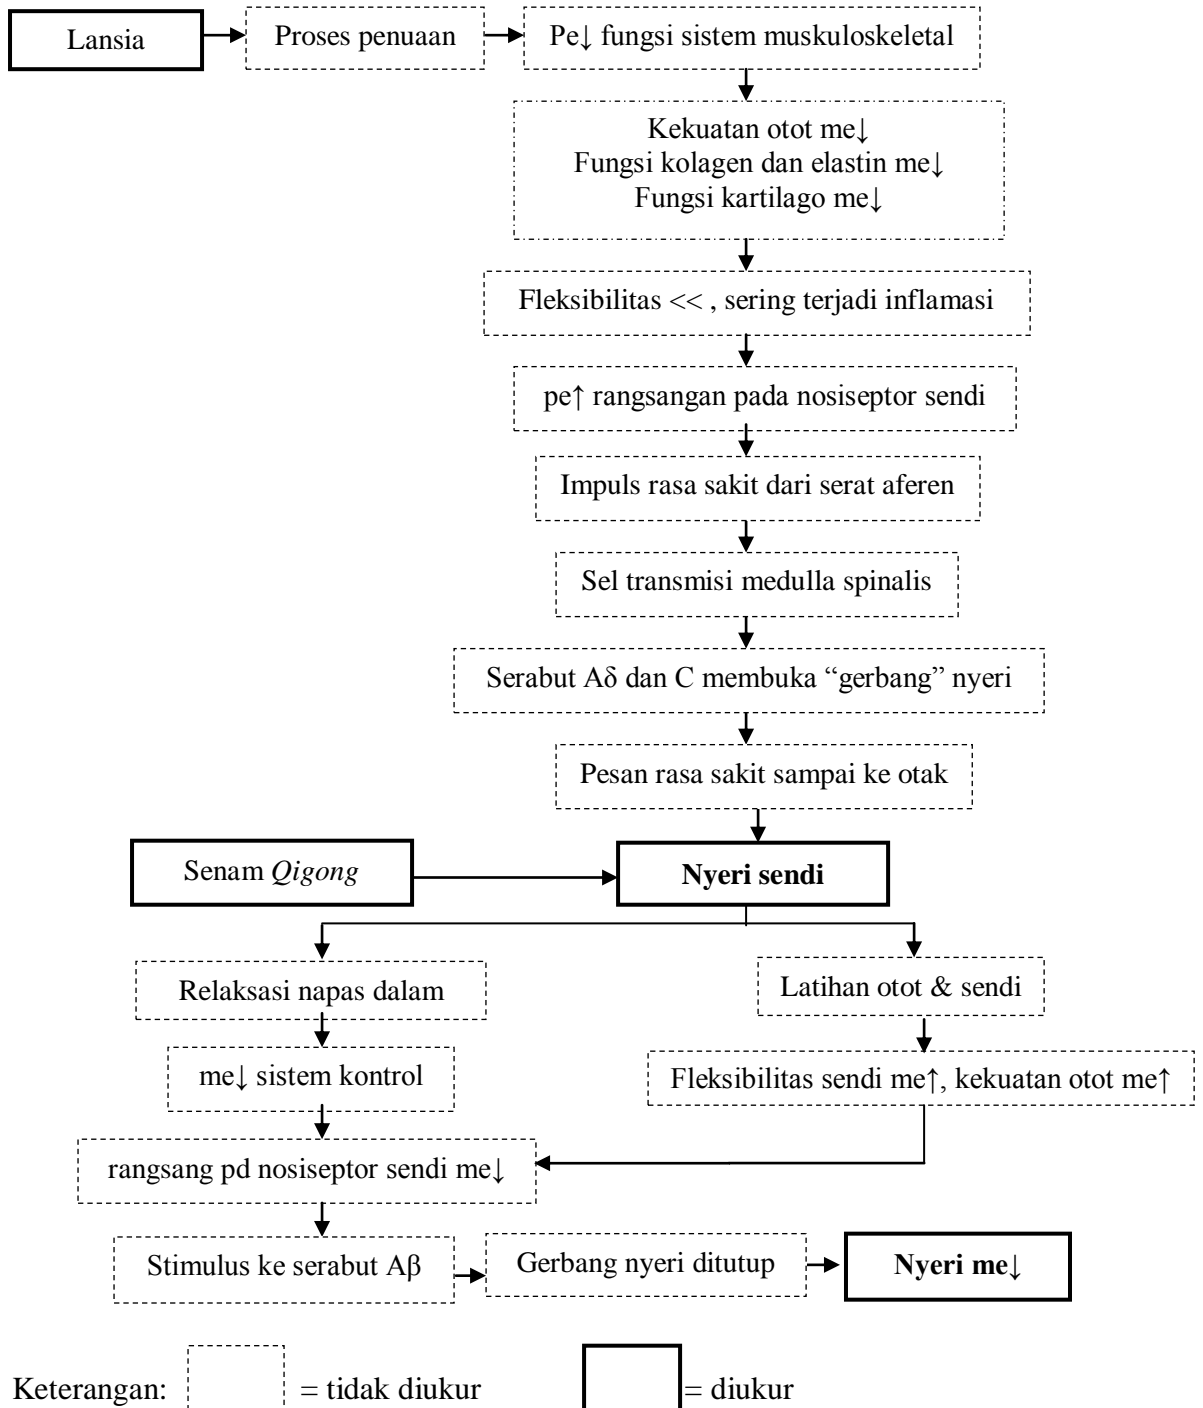 Lansia
Proses penuaan
Pe↓ fungsi sistem muskuloskeletal
Kekuatan otot me↓
Fungsi kolagen dan elastin me↓
Fungsi kartilago me↓
Fleksibilitas << , sering terjadi inflamasi
pe↑ rangsangan pada nosiseptor sendi
Impuls rasa sakit dari serat aferen
Sel transmisi medulla spinalis
Serabut Aδ dan C membuka “gerbang” nyeri
Pesan rasa sakit sampai ke otak
Senam Qigong
Nyeri sendi
Relaksasi napas dalam
Latihan otot & sendi
me↓ sistem kontrol
Fleksibilitas sendi me↑, kekuatan otot me↑
rangsang pd nosiseptor sendi me↓
Stimulus ke serabut Aβ
Gerbang nyeri ditutup
Nyeri me↓
Keterangan:
= tidak diukur
= diukur